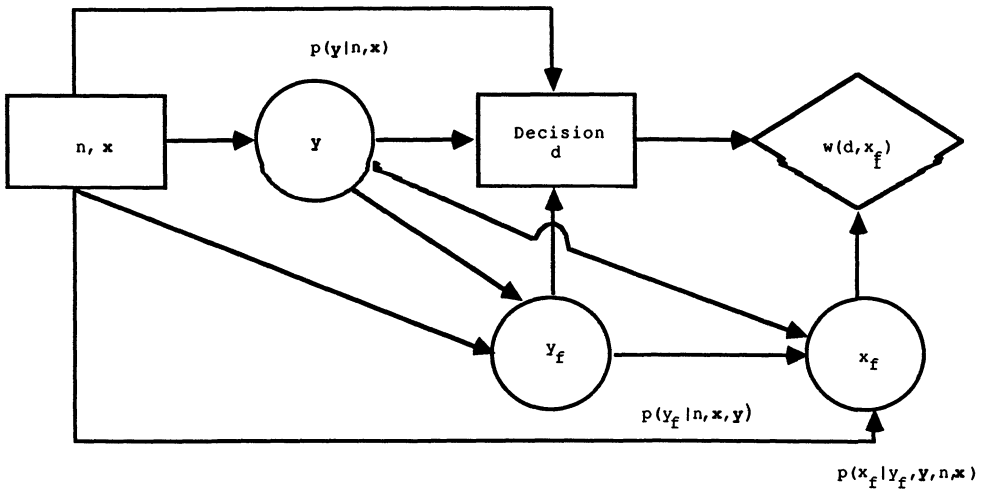 p(y|n,x)
n, x
y
Decision
d
w(d,x_f)
y_f
x_f
p(y_f|n,x,y)
p(x_f|y_f,y,n,x)